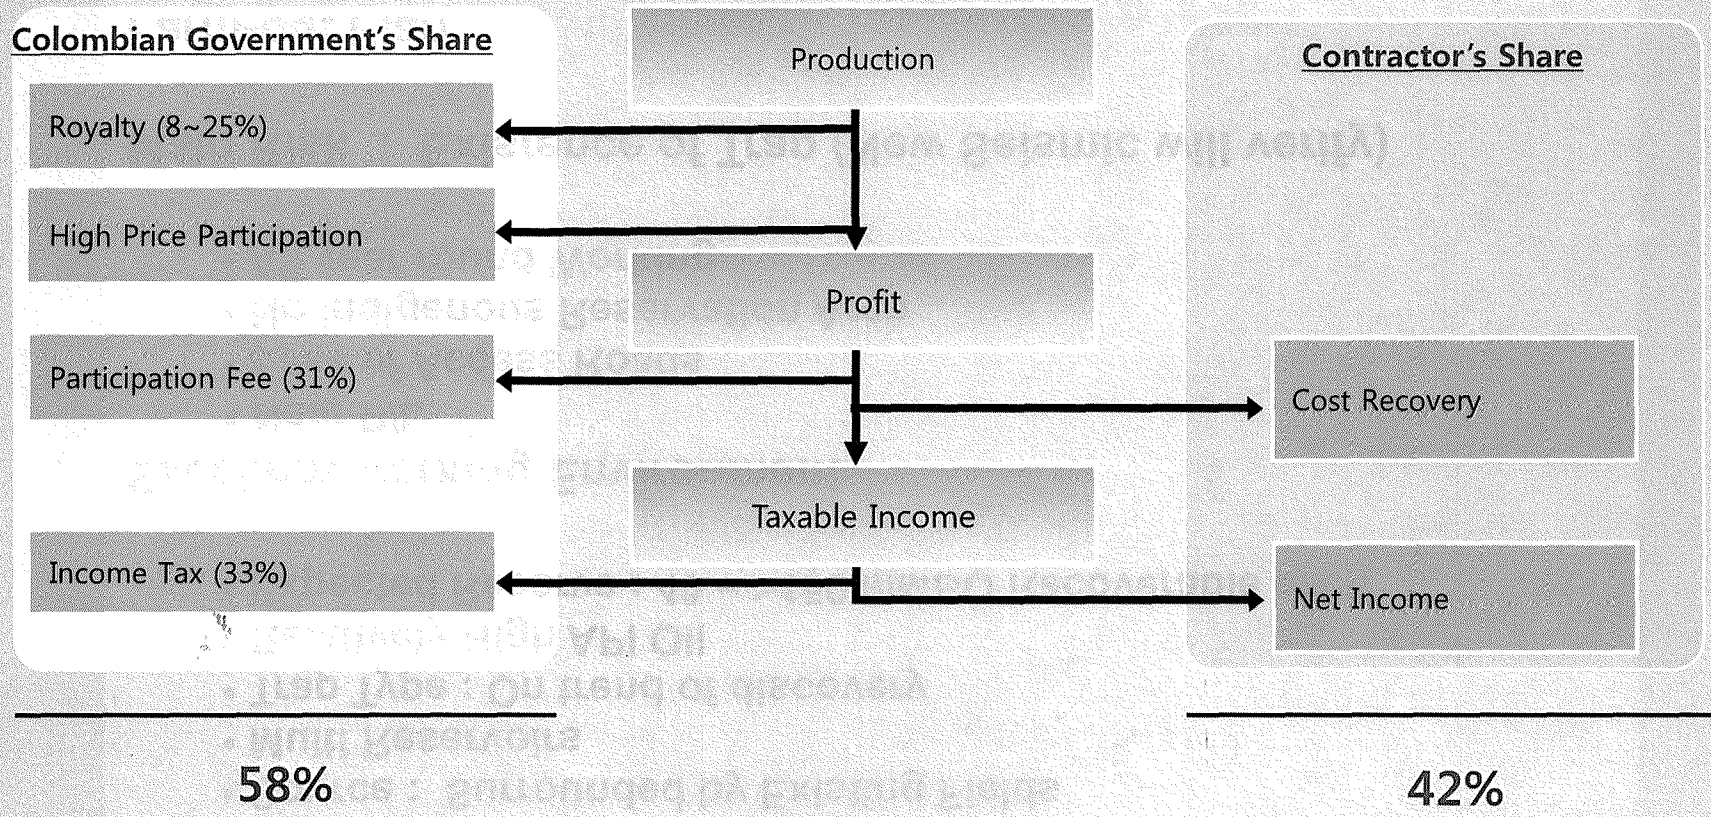 Colombian Government's Share
Production
Contractor's Share
Royalty (8~25%)
High Price Participation
Profit
Participation Fee (31%)
Cost Recovery
Taxable Income
Income Tax (33%)
Net Income
58%
42%